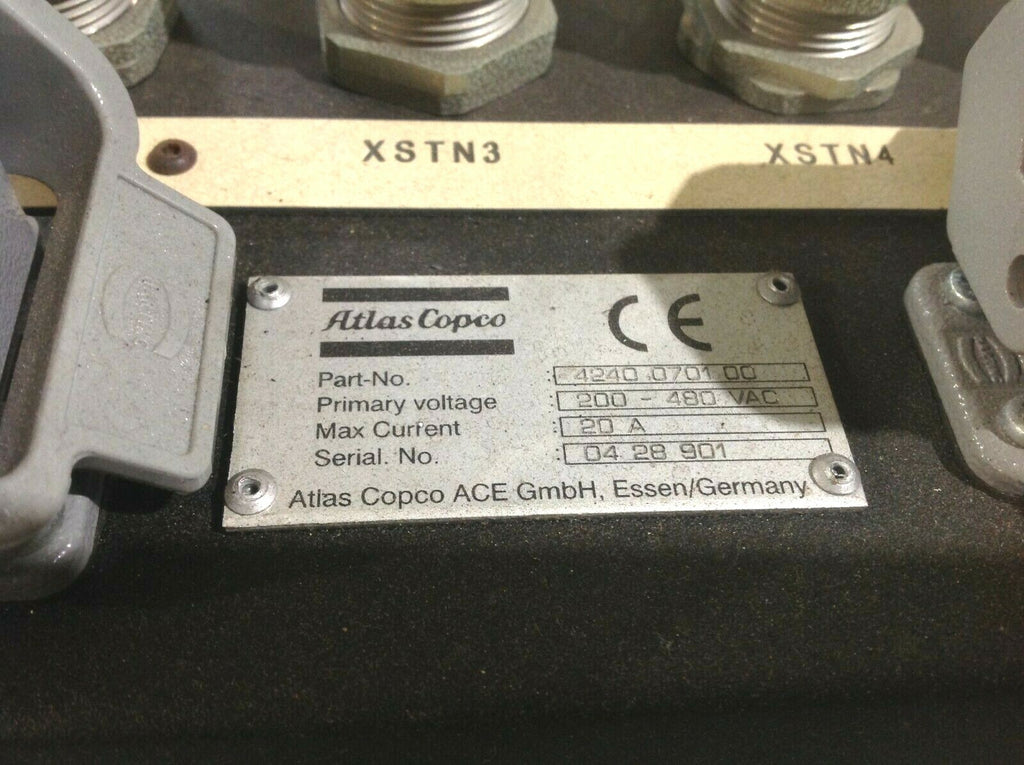 XSTN3
XSTN4
Atlas Copco
CE
Part-No. : 4240 0701 00
Primary voltage : 200 - 480 VAC
Max Current : 20 A
Serial. No. : 04 28 901
Atlas Copco ACE GmbH, Essen/Germany